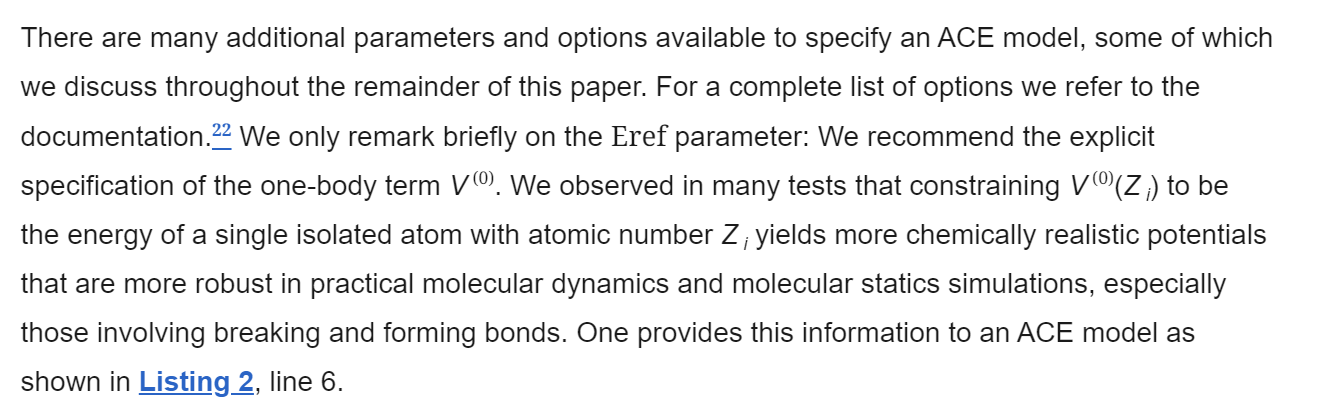 There are many additional parameters and options available to specify an ACE model, some of which
we discuss throughout the remainder of this paper. For a complete list of options we refer to the
documentation.22 We only remark briefly on the Eref parameter: We recommend the explicit
specification of the one-body term V(0). We observed in many tests that constraining V(0)(Z i) to be
the energy of a single isolated atom with atomic number Z i yields more chemically realistic potentials
that are more robust in practical molecular dynamics and molecular statics simulations, especially
those involving breaking and forming bonds. One provides this information to an ACE model as
shown in Listing 2, line 6.